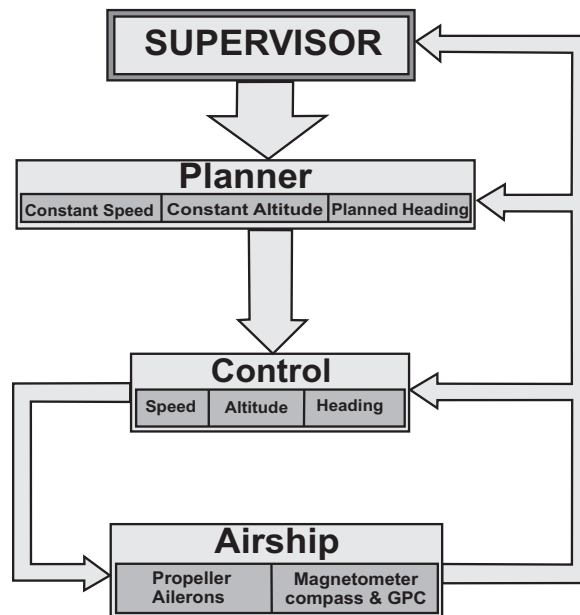 SUPERVISOR
Planner
Constant Speed Constant Altitude Planned Heading
Control
Speed Altitude Heading
Airship
Propeller
Ailerons
Magnetometer
compass & GPC